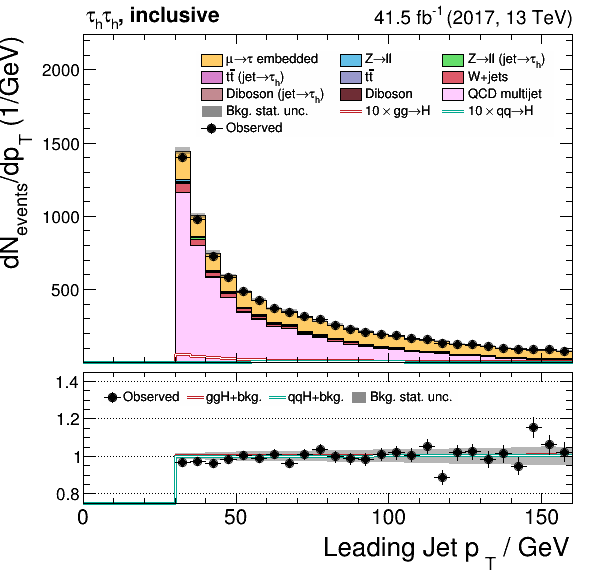 τₕτₕ, inclusive 41.5 fb⁻¹ (2017, 13 TeV)
dN_events/dp_T (1/GeV)
2000
1500
1000
500
μ→τ embedded Z→ll Z→ll (jet→τₕ)
tt̄ (jet→τₕ) tt̄ W+jets
Diboson (jet→τₕ) Diboson QCD multijet
Bkg. stat. unc. 10 × gg→H 10 × qq→H
Observed
1.4
1.2
1
0.8
Observed ggH+bkg. qqH+bkg. Bkg. stat. unc.
0 50 100 150
Leading Jet p_T / GeV